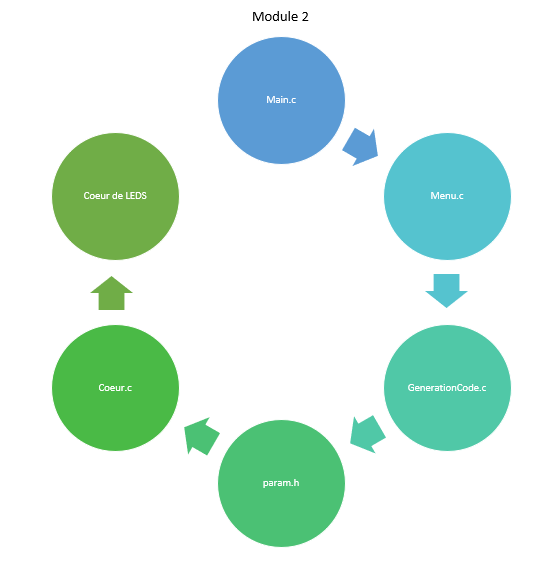 Module 2
Main.c
Menu.c
GenerationCode.c
param.h
Coeur.c
Coeur de LEDS